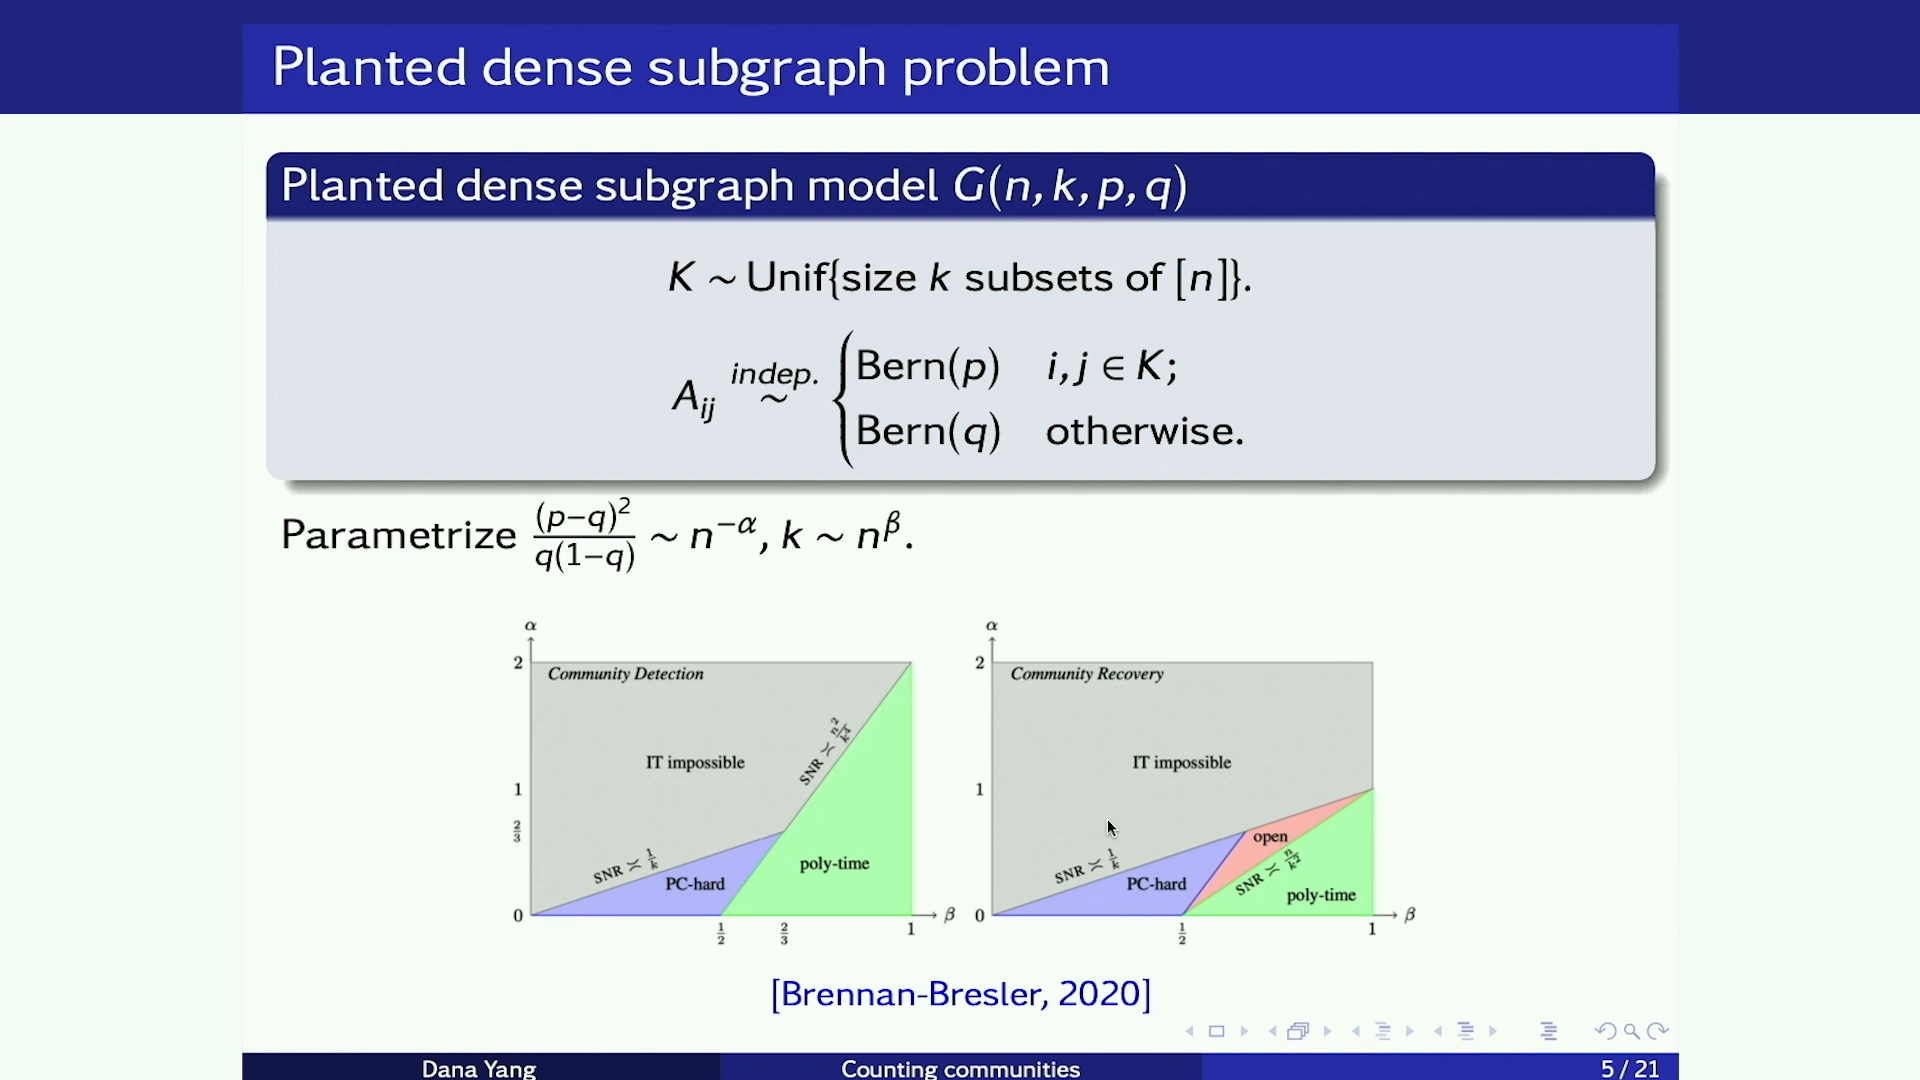 Planted dense subgraph problem
Planted dense subgraph model G(n, k, p, q)
K ∼ Unif{size k subsets of [n]}.
A_ij indep. ∼ { Bern(p) i, j ∈ K;
Bern(q) otherwise.
Parametrize (p−q)²/q(1−q) ∼ n^−α, k ∼ n^β.
α
2
Community Detection
IT impossible
SNR ≍ n²/k⁴
1
2/3
SNR ≍ 1/k
PC-hard
poly-time
0
1/2
2/3
1
β
α
2
Community Recovery
IT impossible
1
open
SNR ≍ 1/k
PC-hard
SNR ≍ n/k²
poly-time
0
1/2
1
β
[Brennan-Bresler, 2020]
Dana Yang
Counting communities
5 / 21